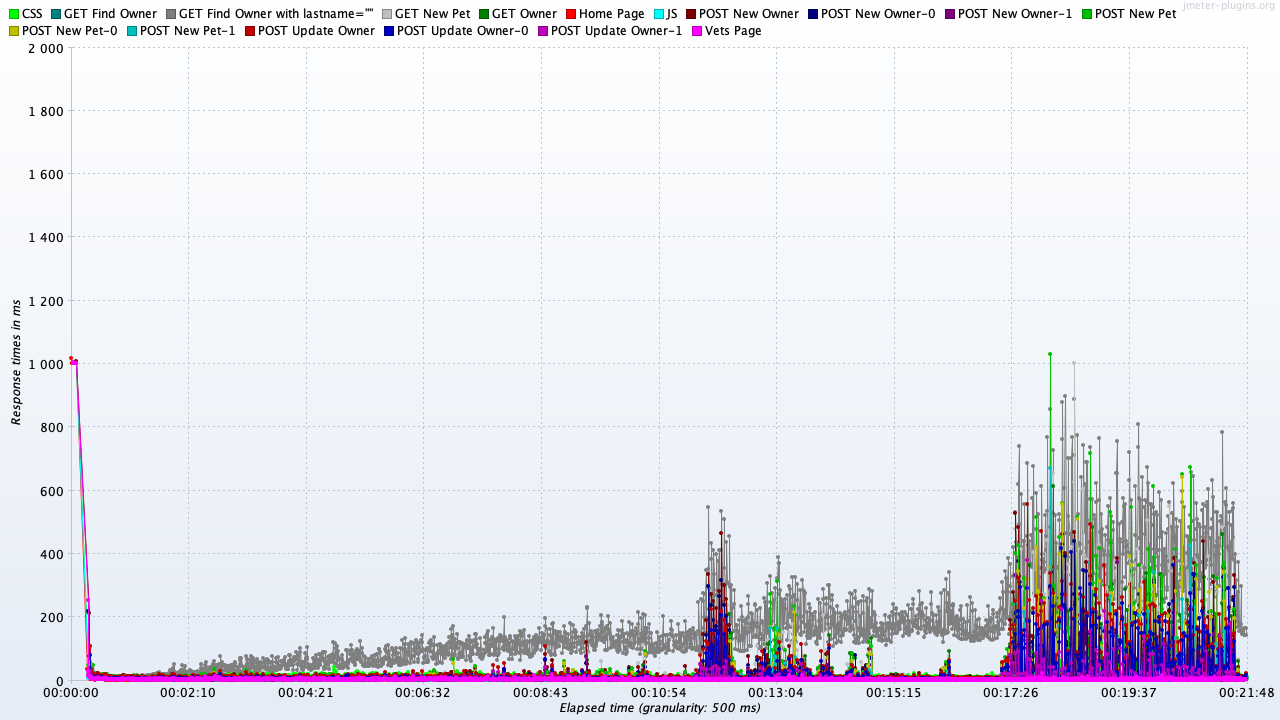 jmeter-plugins.org
CSS GET Find Owner GET Find Owner with lastname="" GET New Pet GET Owner Home Page JS POST New Owner POST New Owner-0 POST New Owner-1 POST New Pet
POST New Pet-0 POST New Pet-1 POST Update Owner POST Update Owner-0 POST Update Owner-1 Vets Page
2 000
1 800
1 600
1 400
1 200
1 000
800
600
400
200
0
Response times in ms
00:00:00 00:02:10 00:04:21 00:06:32 00:08:43 00:10:54 00:13:04 00:15:15 00:17:26 00:19:37 00:21:48
Elapsed time (granularity: 500 ms)